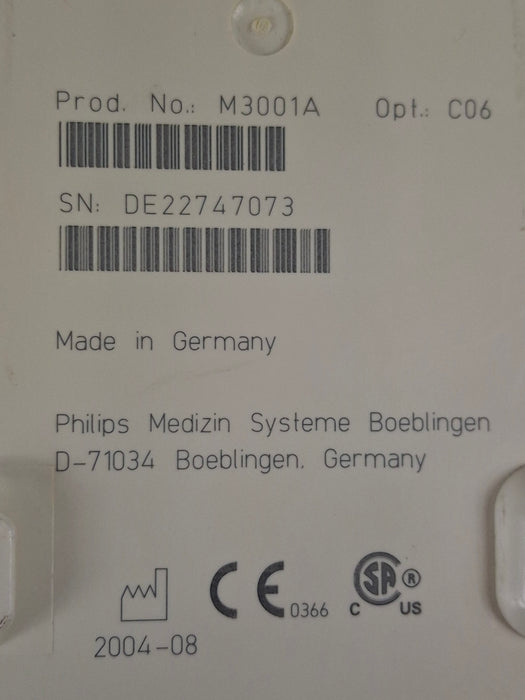 Prod. No.: M3001A Opt.: C06
SN: DE22747073
Made in Germany
Philips Medizin Systeme Boeblingen
D-71034 Boeblingen, Germany
CE 0366
SA ®
C US
2004-08